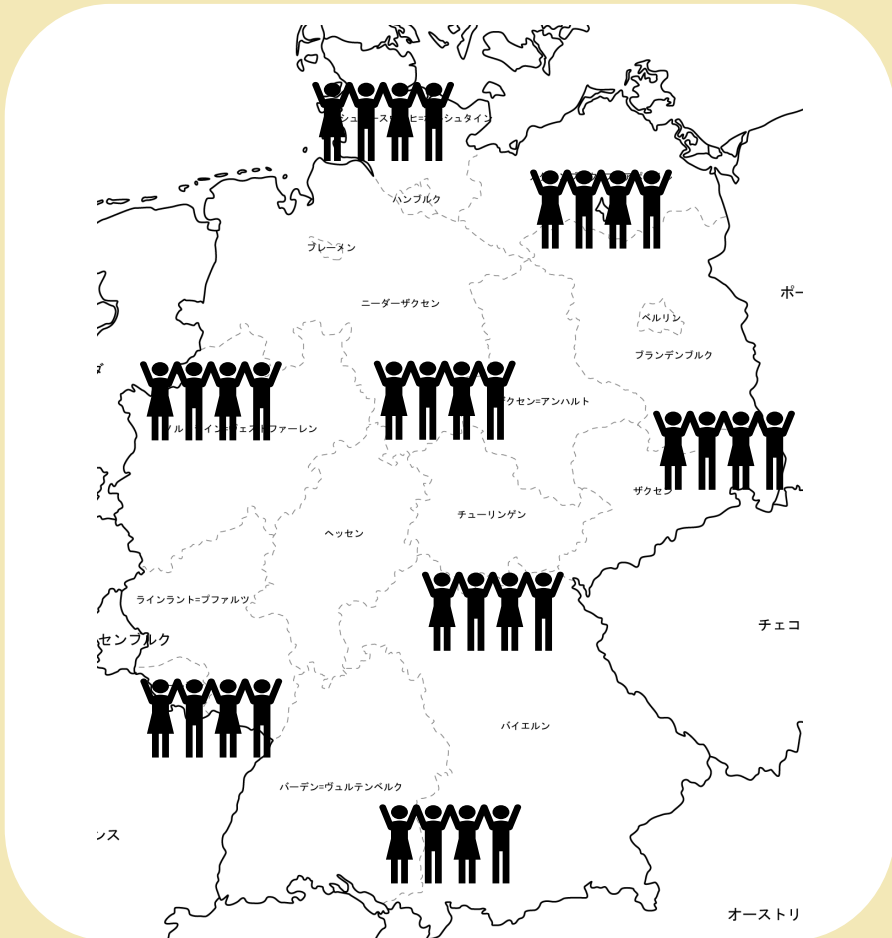 ハンブルク
ブレーメン
ニーダーザクセン
ポー
ベルリン
ブランデンブルク
クセン=アンハルト
ファーレン
ザクセン
チューリンゲン
ヘッセン
ラインラント=プファルツ
チェコ
センブルク
バイエルン
バーデン=ヴュルテンベルク
ンス
オーストリ